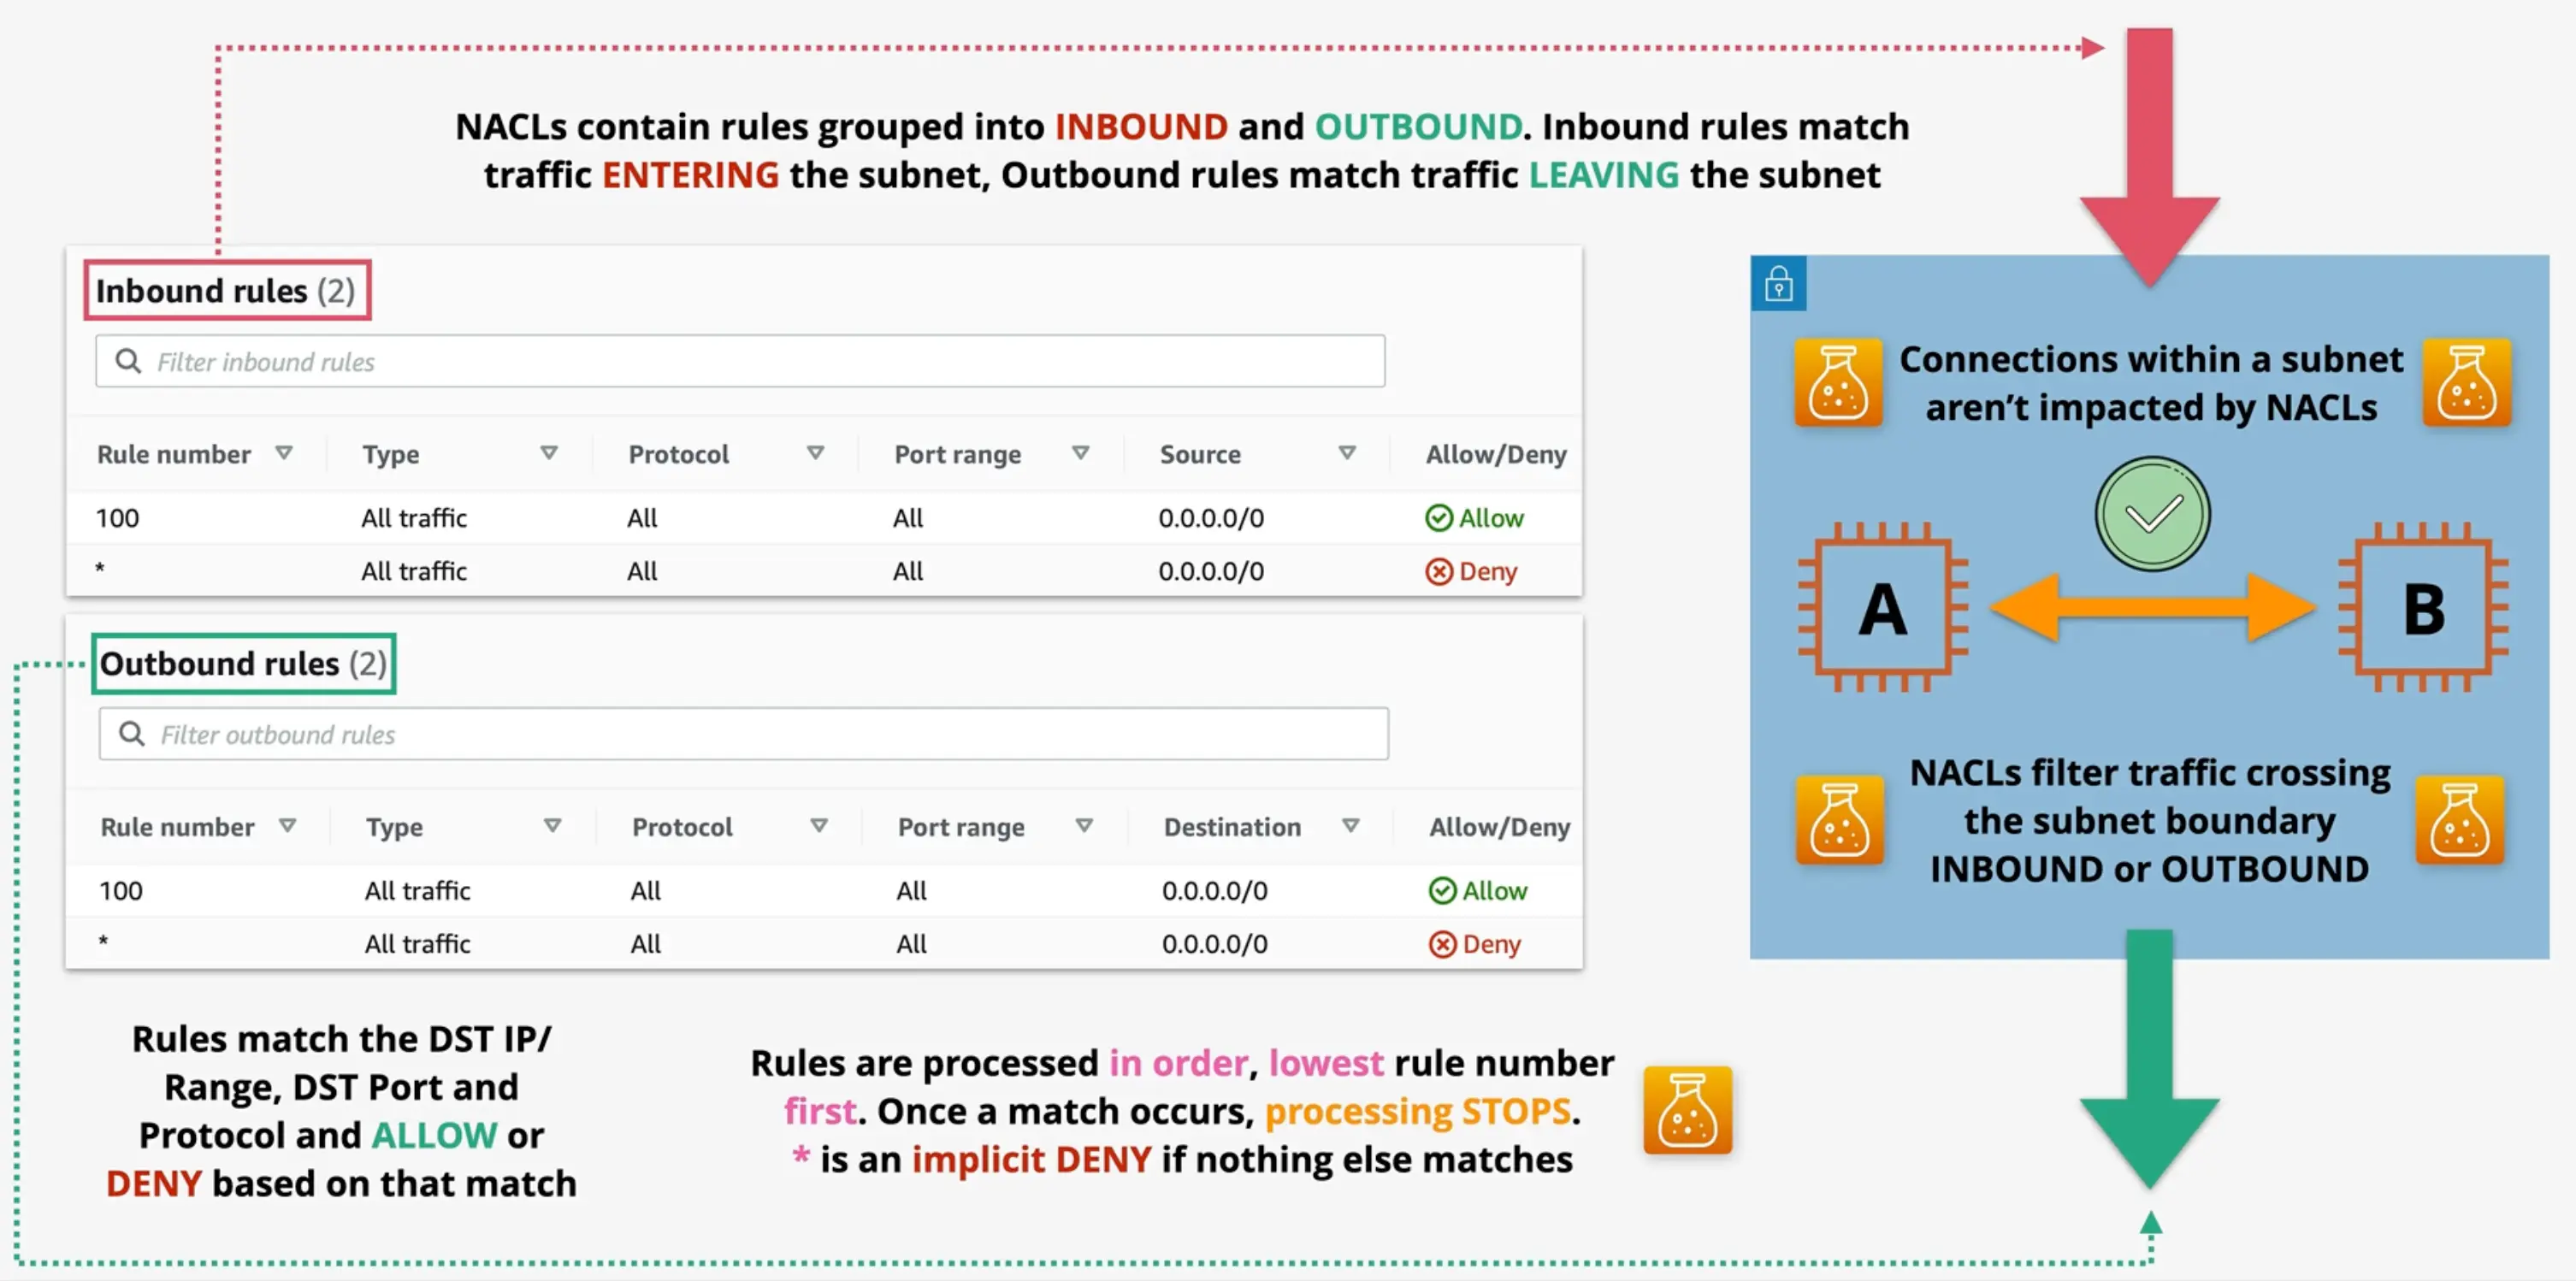 NACLs contain rules grouped into INBOUND and OUTBOUND. Inbound rules match
traffic ENTERING the subnet, Outbound rules match traffic LEAVING the subnet
Inbound rules (2)
Filter inbound rules
Rule number Type Protocol Port range Source Allow/Deny
100 All traffic All All 0.0.0.0/0 Allow
* All traffic All All 0.0.0.0/0 Deny
Outbound rules (2)
Filter outbound rules
Rule number Type Protocol Port range Destination Allow/Deny
100 All traffic All All 0.0.0.0/0 Allow
* All traffic All All 0.0.0.0/0 Deny
Rules match the DST IP/
Range, DST Port and
Protocol and ALLOW or
DENY based on that match
Rules are processed in order, lowest rule number
first. Once a match occurs, processing STOPS.
* is an implicit DENY if nothing else matches
Connections within a subnet
aren’t impacted by NACLs
A
B
NACLs filter traffic crossing
the subnet boundary
INBOUND or OUTBOUND